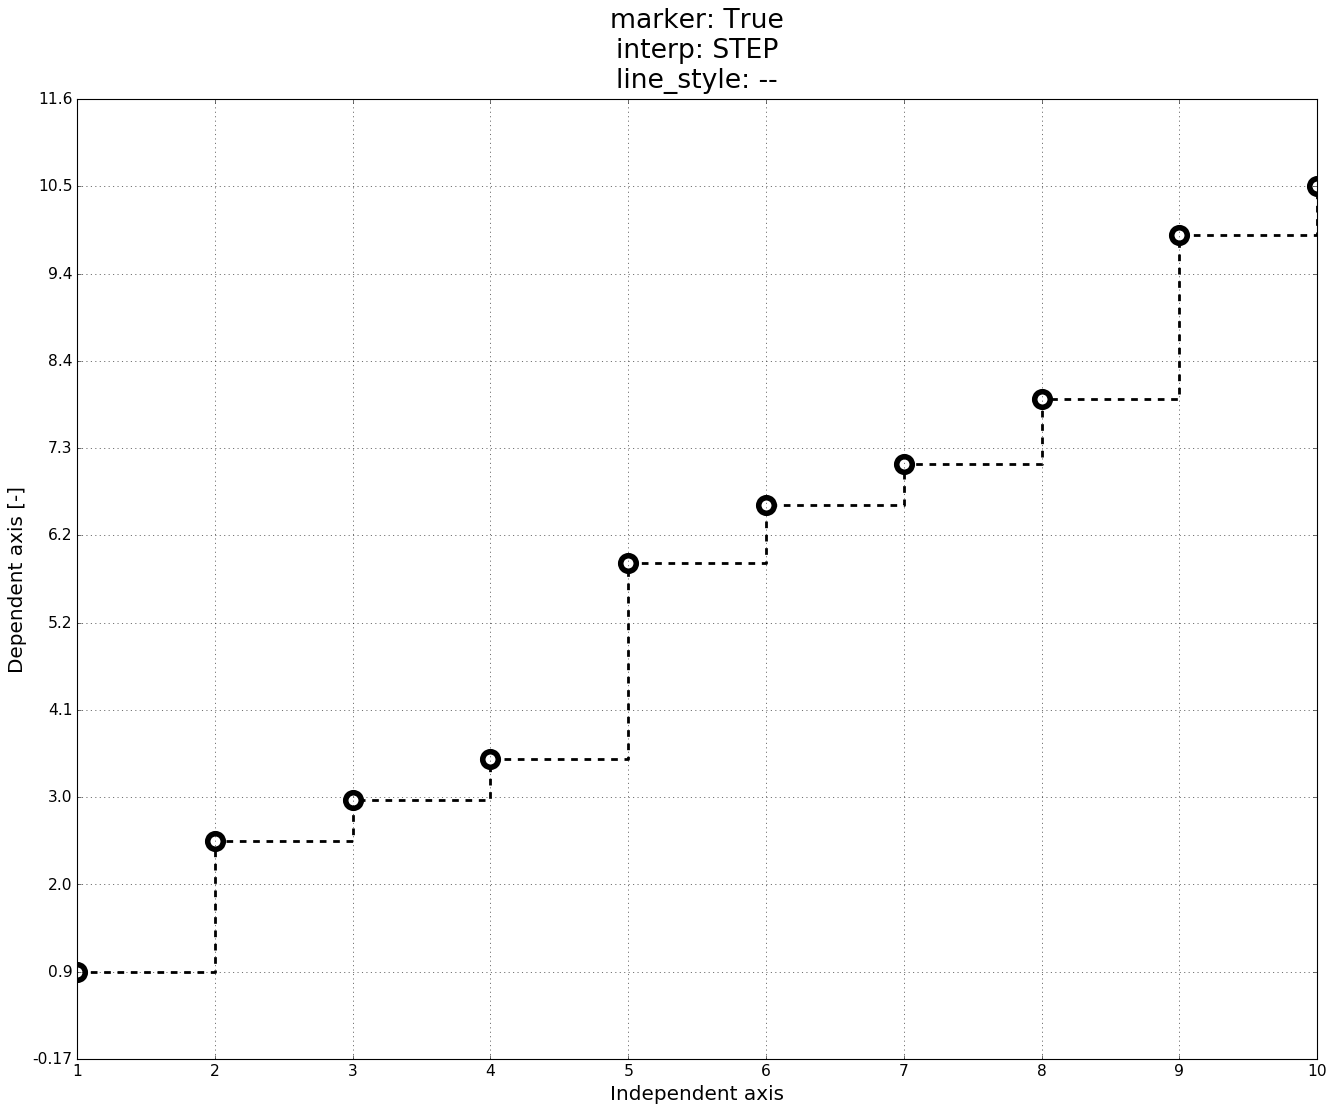 marker: True
interp: STEP
line_style: --
11.6
10.5
9.4
8.4
7.3
6.2
5.2
4.1
3.0
2.0
0.9
-0.17
Dependent axis [-]
1 2 3 4 5 6 7 8 9 10
Independent axis